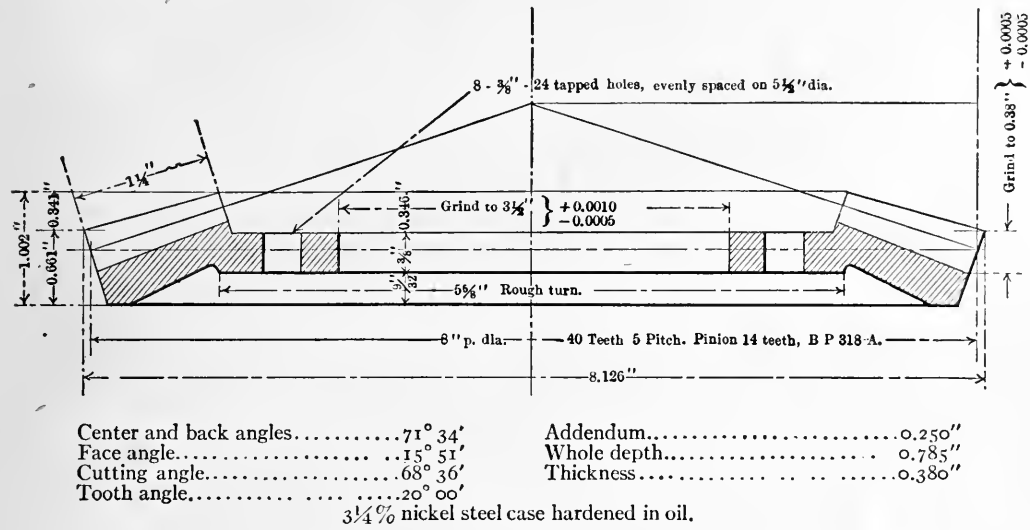 8 - 3/8" - 24 tapped holes, evenly spaced on 5½" dia.
Grind to 0.38" } + 0.0005 - 0.0005
1¼"
1.002"
0.341"
0.661"
0.346"
3/8"
9/32"
Grind to 3½" } + 0.0010 - 0.0005
5⅝" Rough turn.
8" p. dia. 40 Teeth 5 Pitch. Pinion 14 teeth, B P 318-A.
8.126"
Center and back angles............71° 34′ Addendum............................0.250″
Face angle..............15° 51′ Whole depth........................ 0.785″
Cutting angle....................68° 36′ Thickness............................0.380″
Tooth angle.....................20° 00′
3¼% nickel steel case hardened in oil.